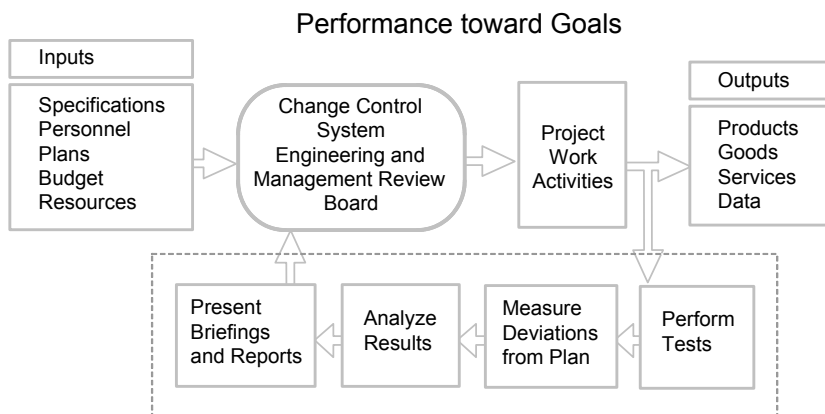 Performance toward Goals
Inputs
Specifications
Personnel
Plans
Budget
Resources
Change Control
System
Engineering and
Management Review
Board
Project
Work
Activities
Outputs
Products
Goods
Services
Data
Present
Briefings
and Reports
Analyze
Results
Measure
Deviations
from Plan
Perform
Tests